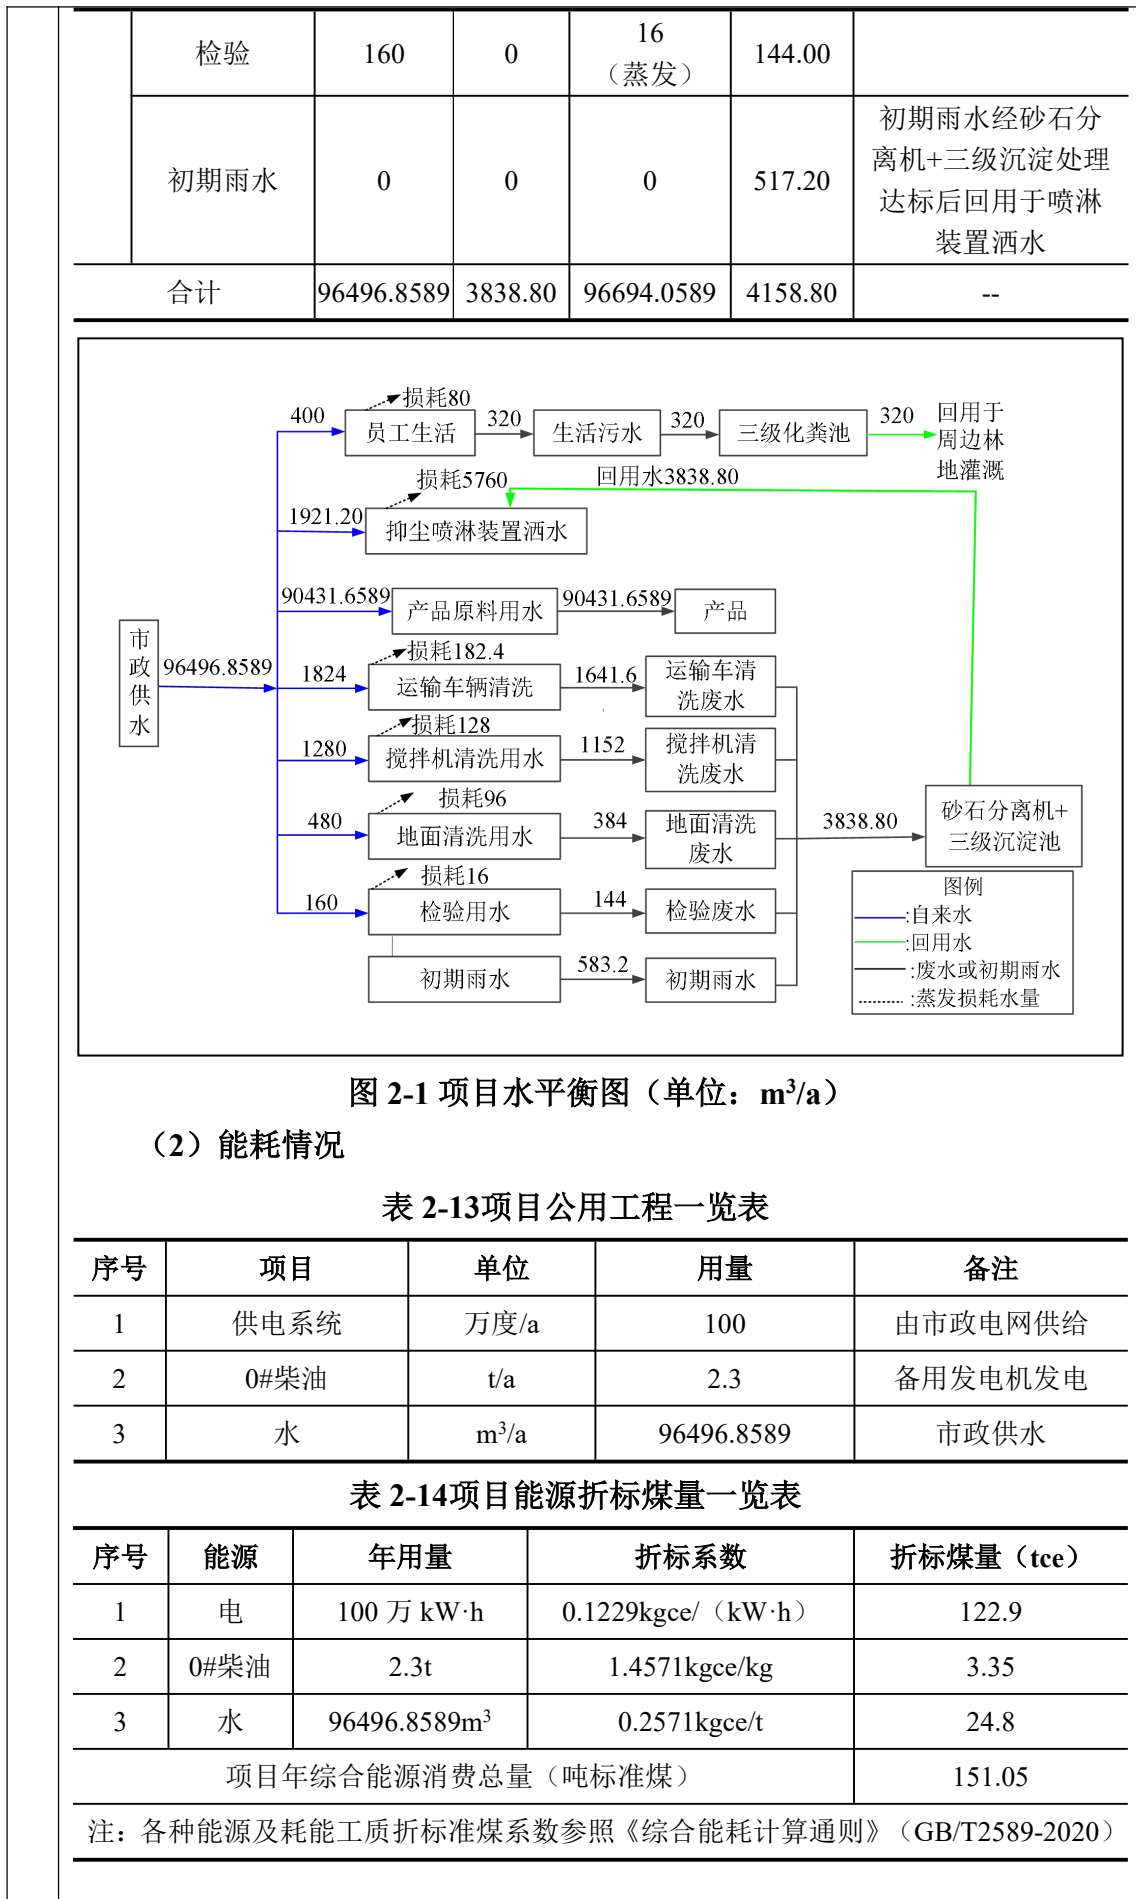 检验 160 0 16（蒸发） 144.00
初期雨水 0 0 0 517.20 初期雨水经砂石分离机+三级沉淀处理达标后回用于喷淋装置洒水
合计 96496.8589 3838.80 96694.0589 4158.80 --
损耗80
400 员工生活 320 生活污水 320 三级化粪池 320 回用于周边林地灌溉
损耗5760 回用水3838.80
1921.20 抑尘喷淋装置洒水
90431.6589 产品原料用水 90431.6589 产品
市政供水 96496.8589
损耗182.4
1824 运输车辆清洗 1641.6 运输车清洗废水
损耗128
1280 搅拌机清洗用水 1152 搅拌机清洗废水
损耗96
480 地面清洗用水 384 地面清洗废水 3838.80 砂石分离机+三级沉淀池
损耗16
160 检验用水 144 检验废水
初期雨水 583.2 初期雨水
图例
:自来水
:回用水
:废水或初期雨水
:蒸发损耗水量
图 2-1 项目水平衡图（单位：m³/a）
（2）能耗情况
表 2-13项目公用工程一览表
序号 项目 单位 用量 备注
1 供电系统 万度/a 100 由市政电网供给
2 0#柴油 t/a 2.3 备用发电机发电
3 水 m³/a 96496.8589 市政供水
表 2-14项目能源折标煤量一览表
序号 能源 年用量 折标系数 折标煤量（tce）
1 电 100 万 kW·h 0.1229kgce/（kW·h） 122.9
2 0#柴油 2.3t 1.4571kgce/kg 3.35
3 水 96496.8589m³ 0.2571kgce/t 24.8
项目年综合能源消费总量（吨标准煤） 151.05
注：各种能源及耗能工质折标准煤系数参照《综合能耗计算通则》（GB/T2589-2020）